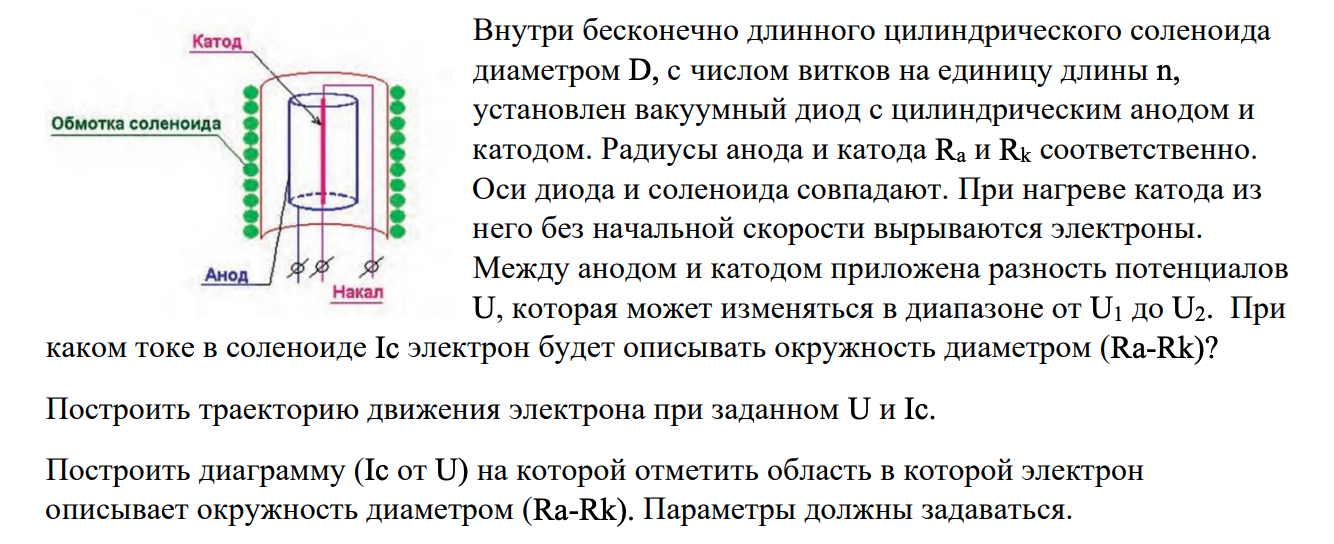 Катод
Обмотка соленоида
Анод
Накал
Внутри бесконечно длинного цилиндрического соленоида
диаметром D, с числом витков на единицу длины n,
установлен вакуумный диод с цилиндрическим анодом и
катодом. Радиусы анода и катода Ra и Rk соответственно.
Оси диода и соленоида совпадают. При нагреве катода из
него без начальной скорости вырываются электроны.
Между анодом и катодом приложена разность потенциалов
U, которая может изменяться в диапазоне от U1 до U2. При
каком токе в соленоиде Ic электрон будет описывать окружность диаметром (Ra-Rk)?
Построить траекторию движения электрона при заданном U и Ic.
Построить диаграмму (Ic от U) на которой отметить область в которой электрон
описывает окружность диаметром (Ra-Rk). Параметры должны задаваться.